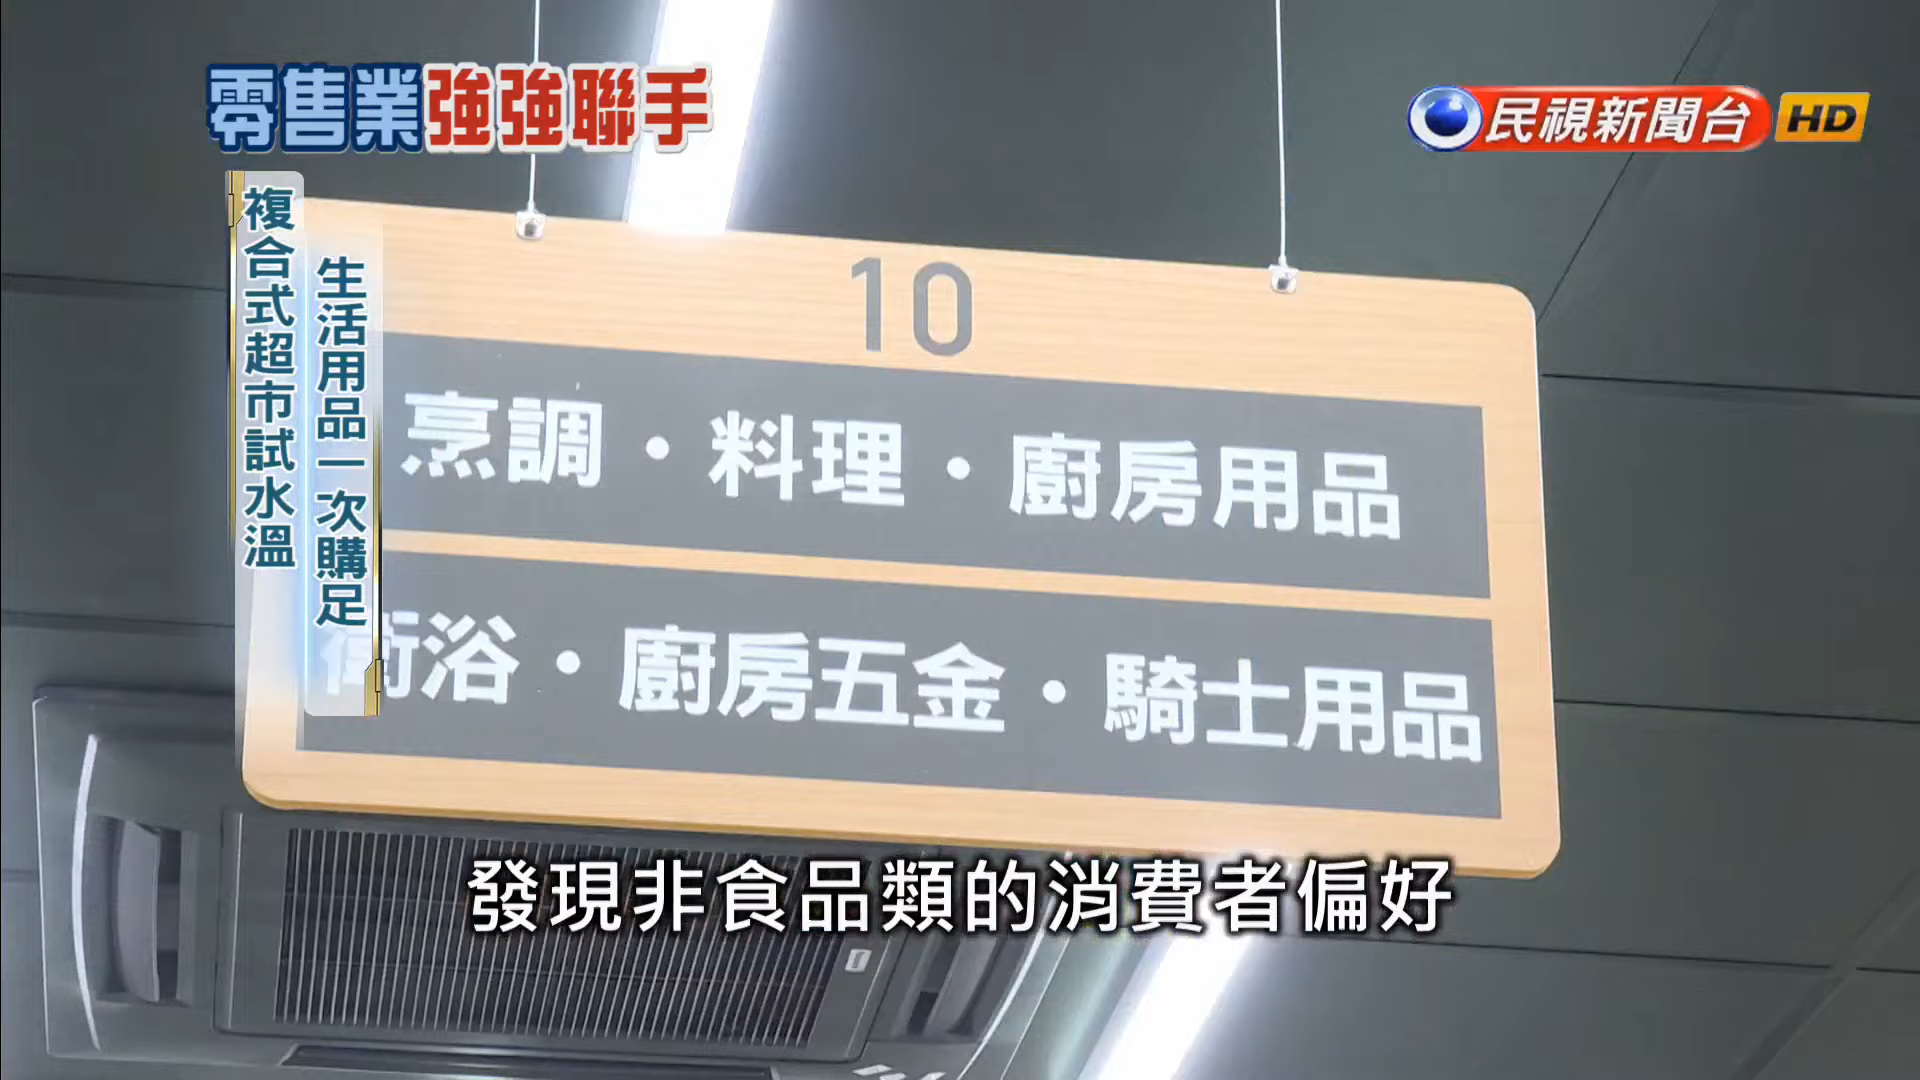 零售業強強聯手
民視新聞台 HD
複合式超市試水溫
生活用品一次購足
10
烹調・料理・廚房用品
衛浴・廚房五金・騎士用品
發現非食品類的消費者偏好